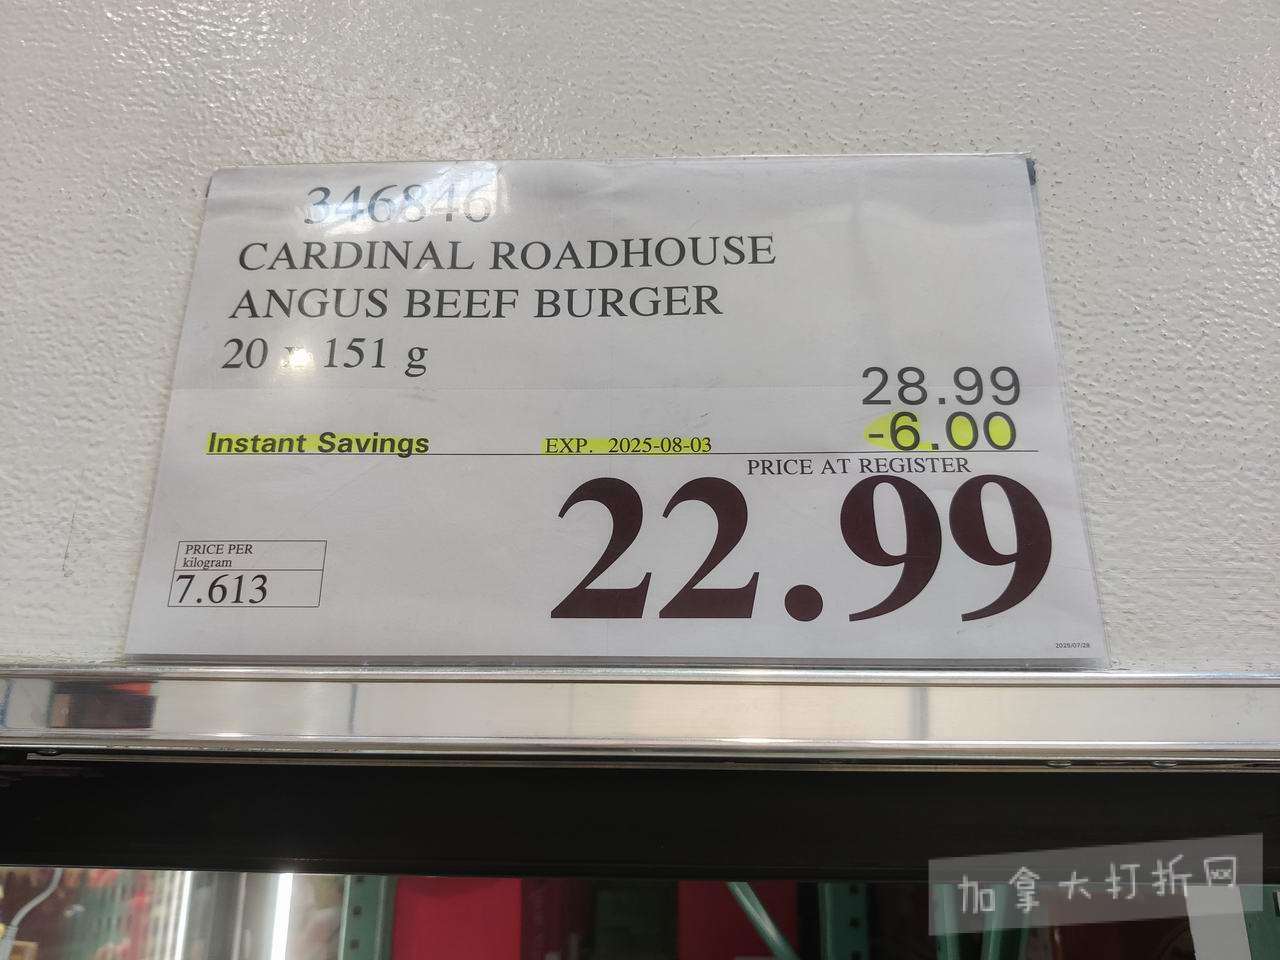 346846
CARDINAL ROADHOUSE
ANGUS BEEF BURGER
20 x 151 g
28.99
Instant Savings EXP. 2025-08-03 -6.00
PRICE AT REGISTER
22.99
PRICE PER
kilogram
7.613
2025/07/28
加拿大打折网